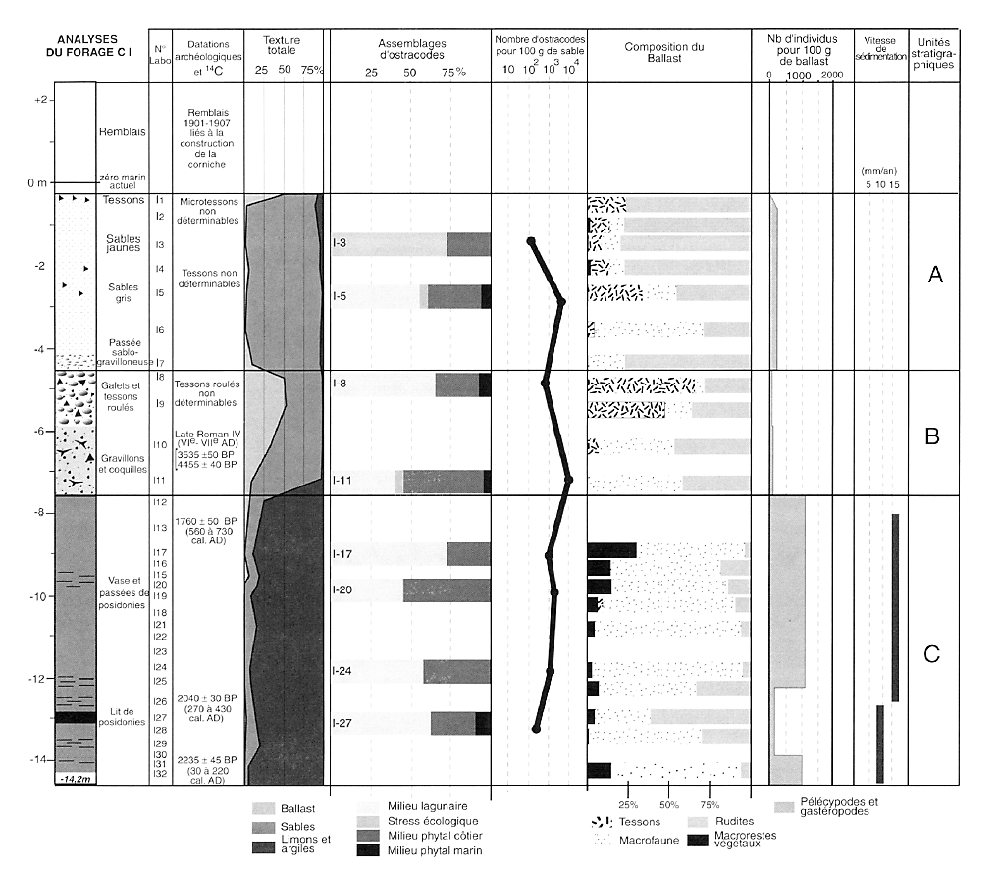 ANALYSES
DU FORAGE C I
N°
Labo
Datations
archéologiques
et ¹⁴C
Texture
totale
25 50 75%
Assemblages
d'ostracodes
25 50 75%
Nombre d'ostracodes
pour 100 g de sable
10 10² 10³ 10⁴
Composition du
Ballast
Nb d'individus
pour 100 g
de ballast
0 1000 2000
Vitesse
de
sédimentation
Unités
stratigra-
phiques
+2
0 m
-2
-4
-6
-8
-10
-12
-14
-14.2m
Remblais
zéro marin
actuel
Tessons
Sables
jaunes
Sables
gris
Passée
sablo-
gravilloneuse
Galets et
tessons
roulés
Gravillons
et coquilles
Vase et
passées de
posidonies
Lit de
posidonies
I1
I2
I3
I4
I5
I6
I7
I8
I9
I10
I11
I12
I13
I17
I16
I15
I20
I19
I18
I21
I22
I23
I24
I25
I26
I27
I28
I29
I30
I31
I32
Remblais
1901-1907
liés à la
construction
de la
corniche
Microtessons
non
déterminables
Tessons non
déterminables
Tessons roulés
non
déterminables
Late Roman IV
(VIe- VIIe AD)
3535 ±50 BP
4455 ± 40 BP
1760 ± 50 BP
(560 à 730
cal. AD)
2040 ± 30 BP
(270 à 430
cal. AD)
2235 ± 45 BP
(30 à 220
cal. AD)
I-3
I-5
I-8
I-11
I-17
I-20
I-24
I-27
(mm/an)
5 10 15
A
B
C
Ballast
Sables
Limons et
argiles
Milieu lagunaire
Stress écologique
Milieu phytal côtier
Milieu phytal marin
25% 50% 75%
Tessons
Macrofaune
Rudites
Macrorestes
végétaux
Pélécypodes et
gastéropodes